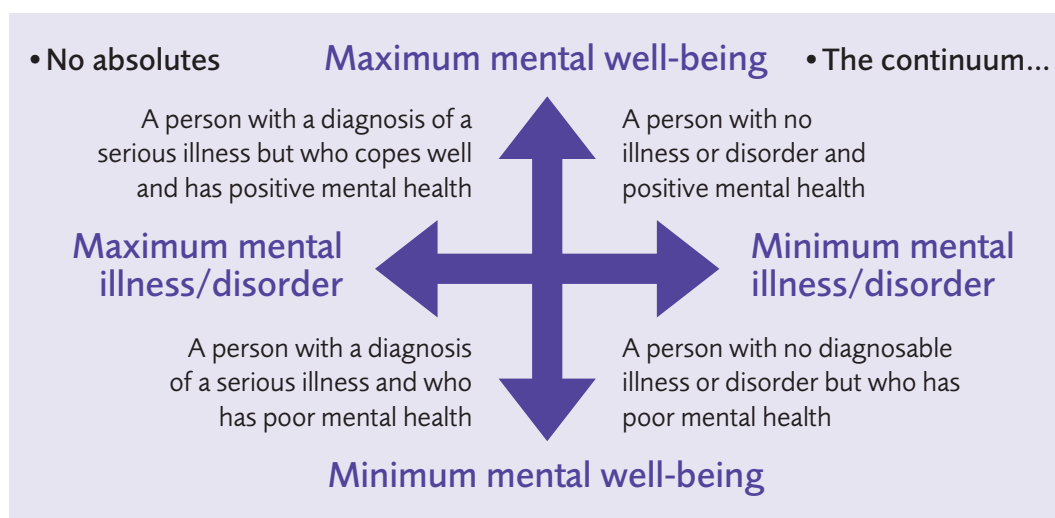 • No absolutes
Maximum mental well-being
• The continuum...
A person with a diagnosis of a
serious illness but who copes well
and has positive mental health
A person with no
illness or disorder and
positive mental health
Maximum mental
illness/disorder
Minimum mental
illness/disorder
A person with a diagnosis
of a serious illness and who
has poor mental health
A person with no diagnosable
illness or disorder but who has
poor mental health
Minimum mental well-being